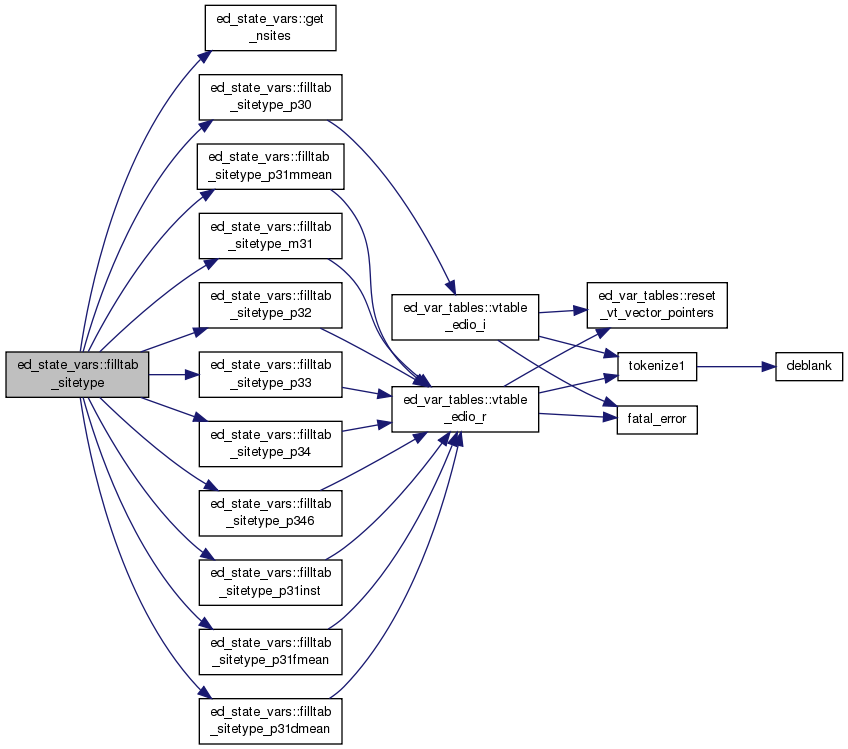 ed_state_vars::get
_nsites
ed_state_vars::filltab
_sitetype_p30
ed_state_vars::filltab
_sitetype_p31mmean
ed_state_vars::filltab
_sitetype_m31
ed_state_vars::filltab
_sitetype_p32
ed_state_vars::filltab
_sitetype
ed_state_vars::filltab
_sitetype_p33
ed_state_vars::filltab
_sitetype_p34
ed_state_vars::filltab
_sitetype_p346
ed_state_vars::filltab
_sitetype_p31inst
ed_state_vars::filltab
_sitetype_p31fmean
ed_state_vars::filltab
_sitetype_p31dmean
ed_var_tables::vtable
_edio_i
ed_var_tables::vtable
_edio_r
ed_var_tables::reset
_vt_vector_pointers
tokenize1
fatal_error
deblank